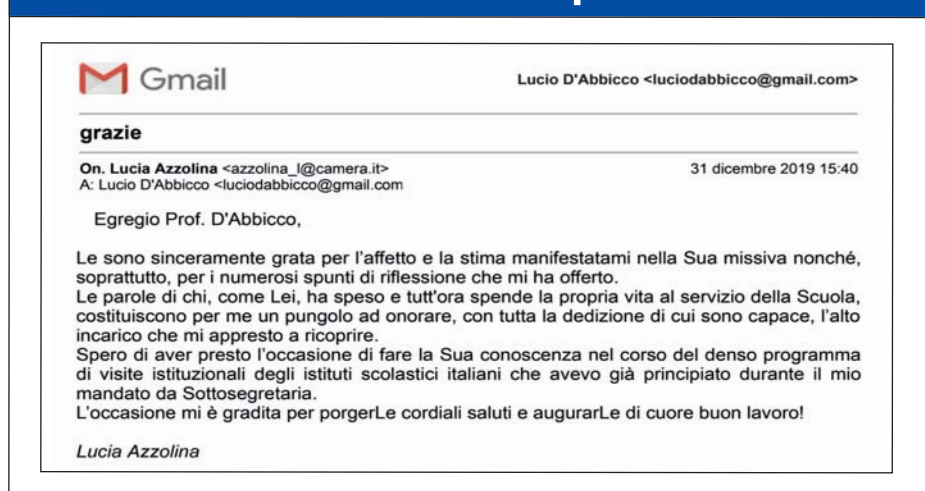 Gmail
Lucio D'Abbicco <luciodabbicco@gmail.com>
grazie
On. Lucia Azzolina <azzolina_l@camera.it>
31 dicembre 2019 15:40
A: Lucio D'Abbicco <luciodabbicco@gmail.com
Egregio Prof. D'Abbicco,
Le sono sinceramente grata per l'affetto e la stima manifestatami nella Sua missiva nonché,
soprattutto, per i numerosi spunti di riflessione che mi ha offerto.
Le parole di chi, come Lei, ha speso e tutt'ora spende la propria vita al servizio della Scuola,
costituiscono per me un pungolo ad onorare, con tutta la dedizione di cui sono capace, l'alto
incarico che mi appresto a ricoprire.
Spero di aver presto l'occasione di fare la Sua conoscenza nel corso del denso programma
di visite istituzionali degli istituti scolastici italiani che avevo già principiato durante il mio
mandato da Sottosegretaria.
L'occasione mi è gradita per porgerLe cordiali saluti e augurarLe di cuore buon lavoro!
Lucia Azzolina